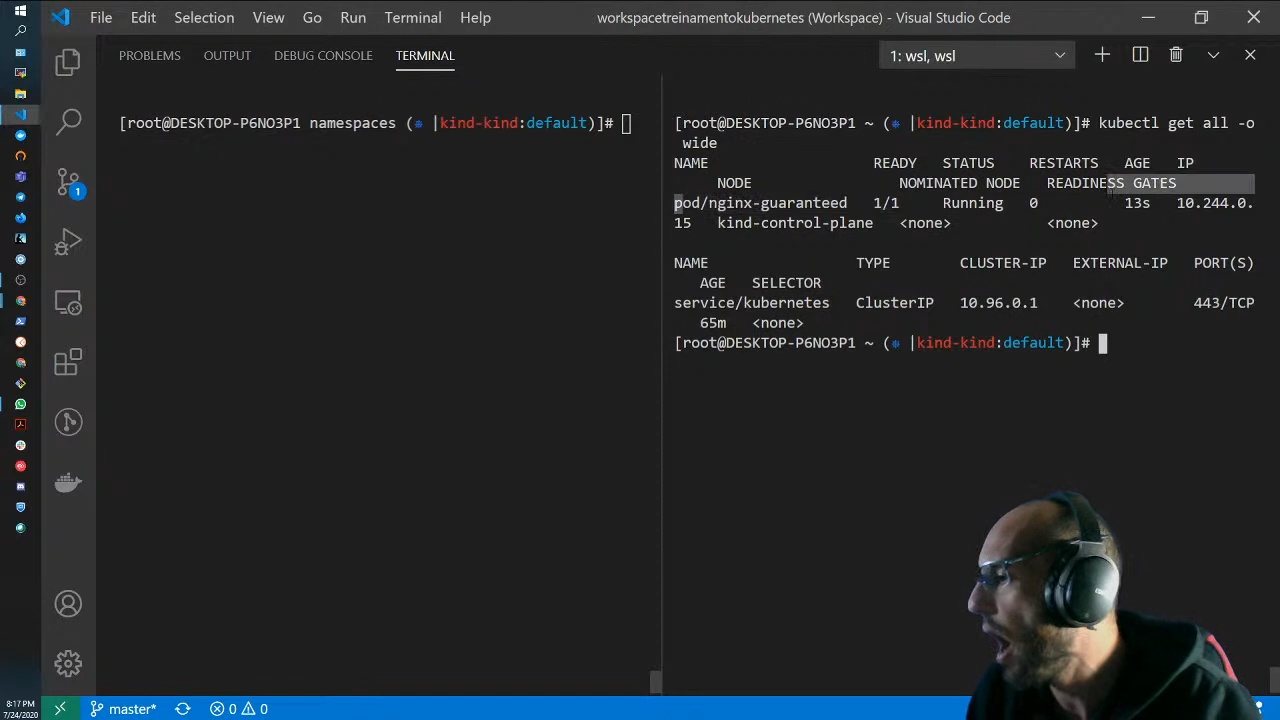 File Edit Selection View Go Run Terminal Help workspacetreinamentokubernetes (Workspace) - Visual Studio Code
PROBLEMS OUTPUT DEBUG CONSOLE TERMINAL 1: wsl, wsl
[root@DESKTOP-P6NO3P1 namespaces (⎈ |kind-kind:default)]#
[root@DESKTOP-P6NO3P1 ~ (⎈ |kind-kind:default)]# kubectl get all -o
wide
NAME READY STATUS RESTARTS AGE IP
NODE NOMINATED NODE READINESS GATES
pod/nginx-guaranteed 1/1 Running 0 13s 10.244.0.
15 kind-control-plane <none> <none>
NAME TYPE CLUSTER-IP EXTERNAL-IP PORT(S)
AGE SELECTOR
service/kubernetes ClusterIP 10.96.0.1 <none> 443/TCP
65m <none>
[root@DESKTOP-P6NO3P1 ~ (⎈ |kind-kind:default)]#
1
master* 0 0
8:17 PM
7/24/2020